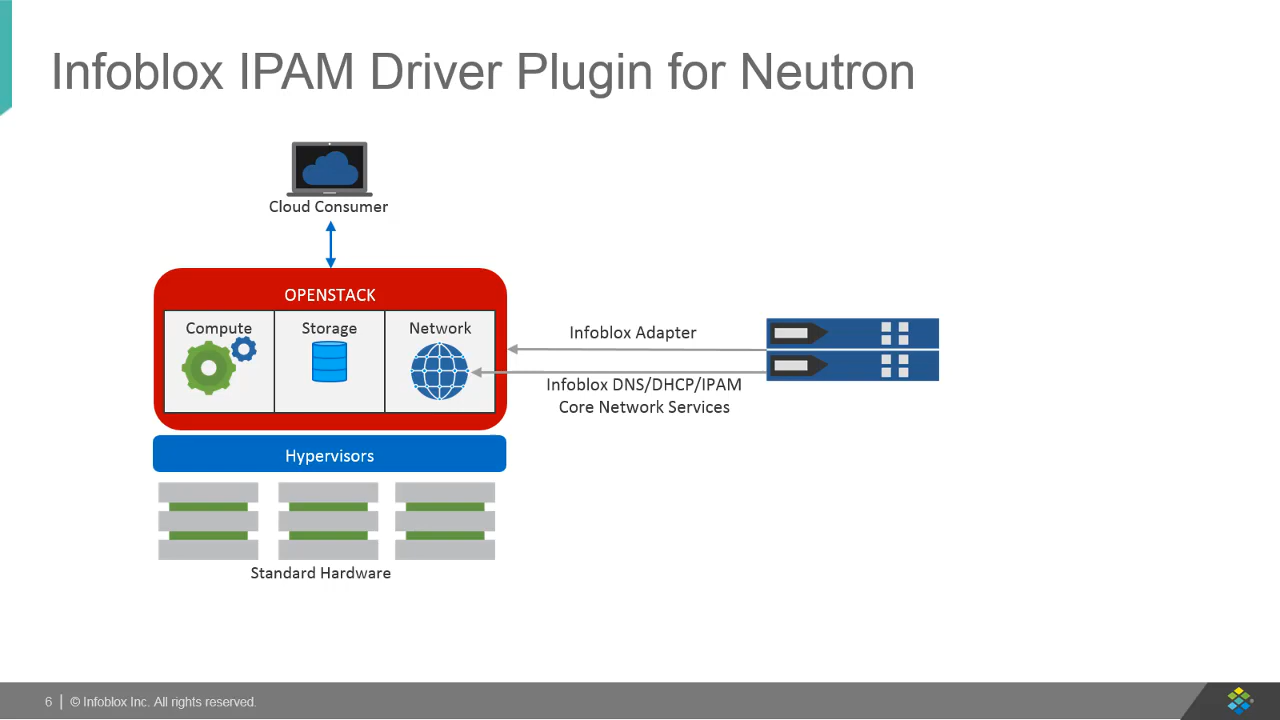 Infoblox IPAM Driver Plugin for Neutron
Cloud Consumer
OPENSTACK
Compute
Storage
Network
Infoblox Adapter
Infoblox DNS/DHCP/IPAM
Core Network Services
Hypervisors
Standard Hardware
6 | © Infoblox Inc. All rights reserved.